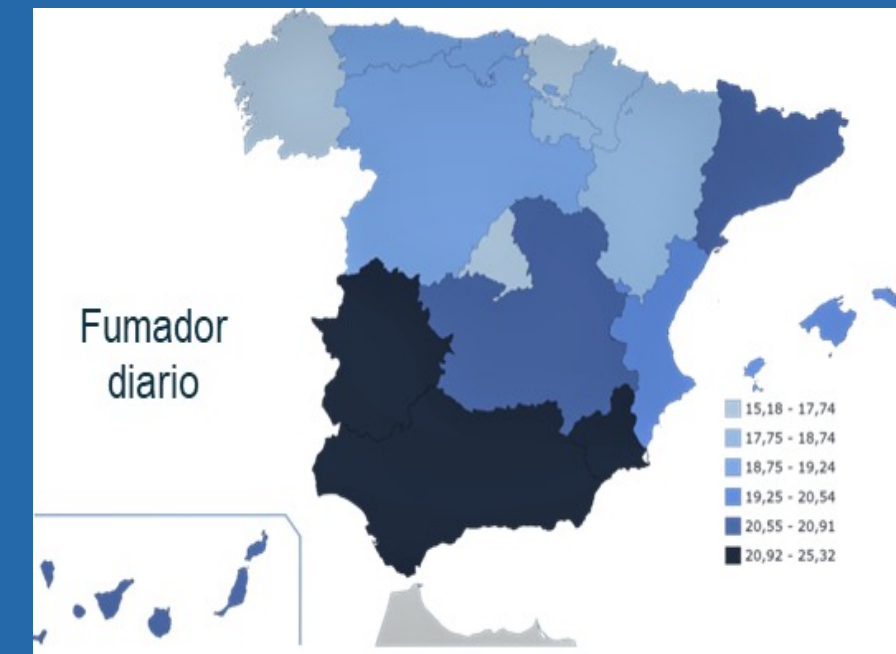 Fumador
diario
15,18 - 17,74
17,75 - 18,74
18,75 - 19,24
19,25 - 20,54
20,55 - 20,91
20,92 - 25,32